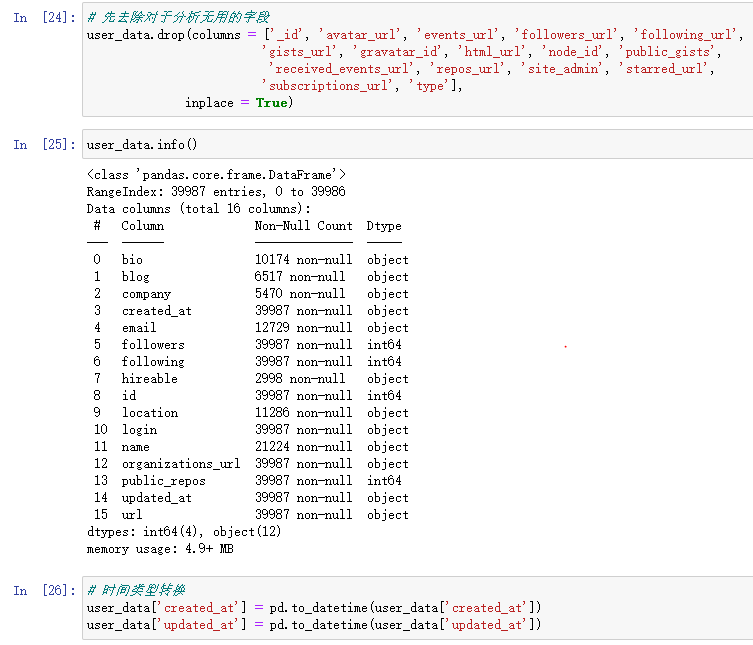 In [24]: # 先去除对于分析无用的字段
user_data.drop(columns = ['_id', 'avatar_url', 'events_url', 'followers_url', 'following_url',
'gists_url', 'gravatar_id', 'html_url', 'node_id', 'public_gists',
'received_events_url', 'repos_url', 'site_admin', 'starred_url',
'subscriptions_url', 'type'],
inplace = True)
In [25]: user_data.info()
<class 'pandas.core.frame.DataFrame'>
RangeIndex: 39987 entries, 0 to 39986
Data columns (total 16 columns):
# Column Non-Null Count Dtype
--- ------ -------------- -----
0 bio 10174 non-null object
1 blog 6517 non-null object
2 company 5470 non-null object
3 created_at 39987 non-null object
4 email 12729 non-null object
5 followers 39987 non-null int64
6 following 39987 non-null int64
7 hireable 2998 non-null object
8 id 39987 non-null int64
9 location 11286 non-null object
10 login 39987 non-null object
11 name 21224 non-null object
12 organizations_url 39987 non-null object
13 public_repos 39987 non-null int64
14 updated_at 39987 non-null object
15 url 39987 non-null object
dtypes: int64(4), object(12)
memory usage: 4.9+ MB
In [26]: # 时间类型转换
user_data['created_at'] = pd.to_datetime(user_data['created_at'])
user_data['updated_at'] = pd.to_datetime(user_data['updated_at'])